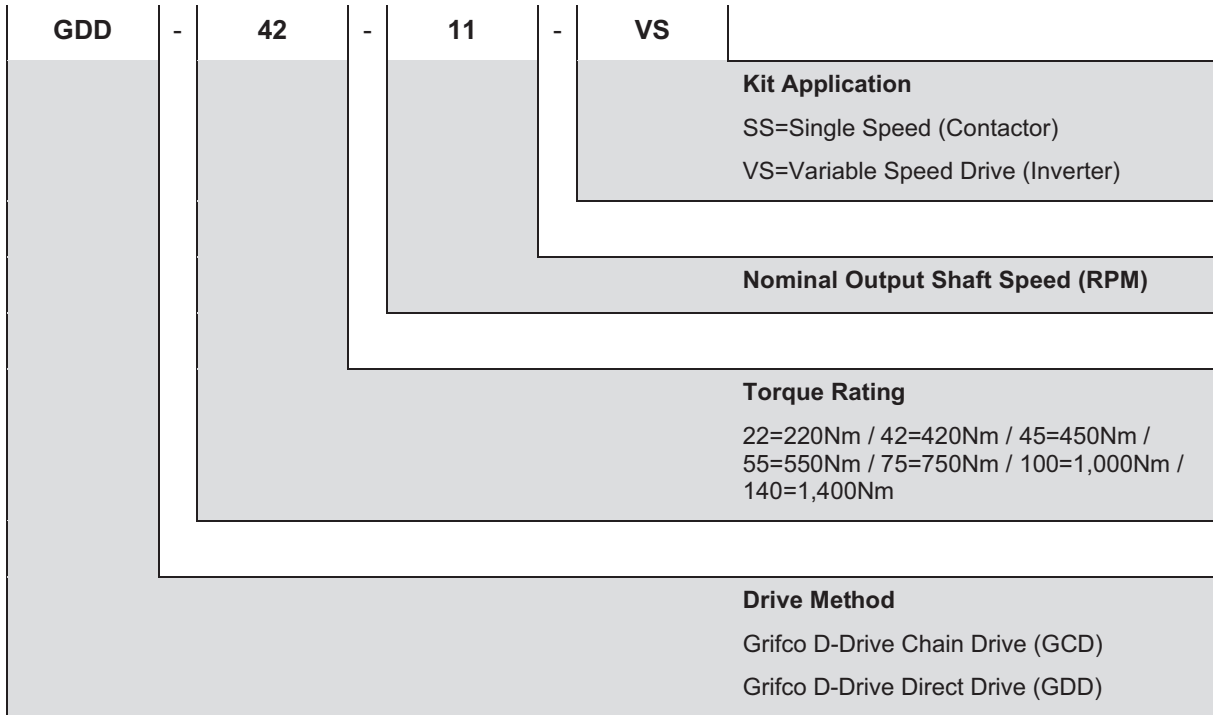 GDD - 42 - 11 - VS
Kit Application
SS=Single Speed (Contactor)
VS=Variable Speed Drive (Inverter)
Nominal Output Shaft Speed (RPM)
Torque Rating
22=220Nm / 42=420Nm / 45=450Nm /
55=550Nm / 75=750Nm / 100=1,000Nm /
140=1,400Nm
Drive Method
Grifco D-Drive Chain Drive (GCD)
Grifco D-Drive Direct Drive (GDD)